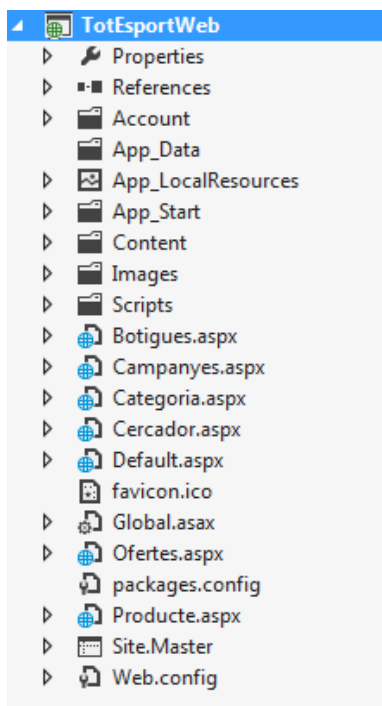 TotEsportWeb
Properties
References
Account
App_Data
App_LocalResources
App_Start
Content
Images
Scripts
Botigues.aspx
Campanyes.aspx
Categoria.aspx
Cercador.aspx
Default.aspx
favicon.ico
Global.asax
Ofertes.aspx
packages.config
Producte.aspx
Site.Master
Web.config